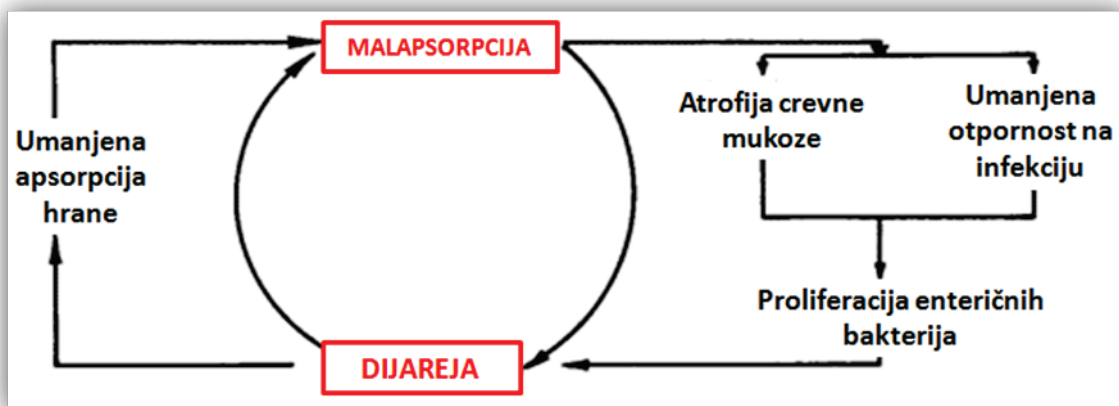 MALAPSORPCIJA
Atrofija crevne
mukoze
Umanjena
otpornost na
infekciju
Umanjena
apsorpcija
hrane
Proliferacija enteričnih
bakterija
DIJAREJA